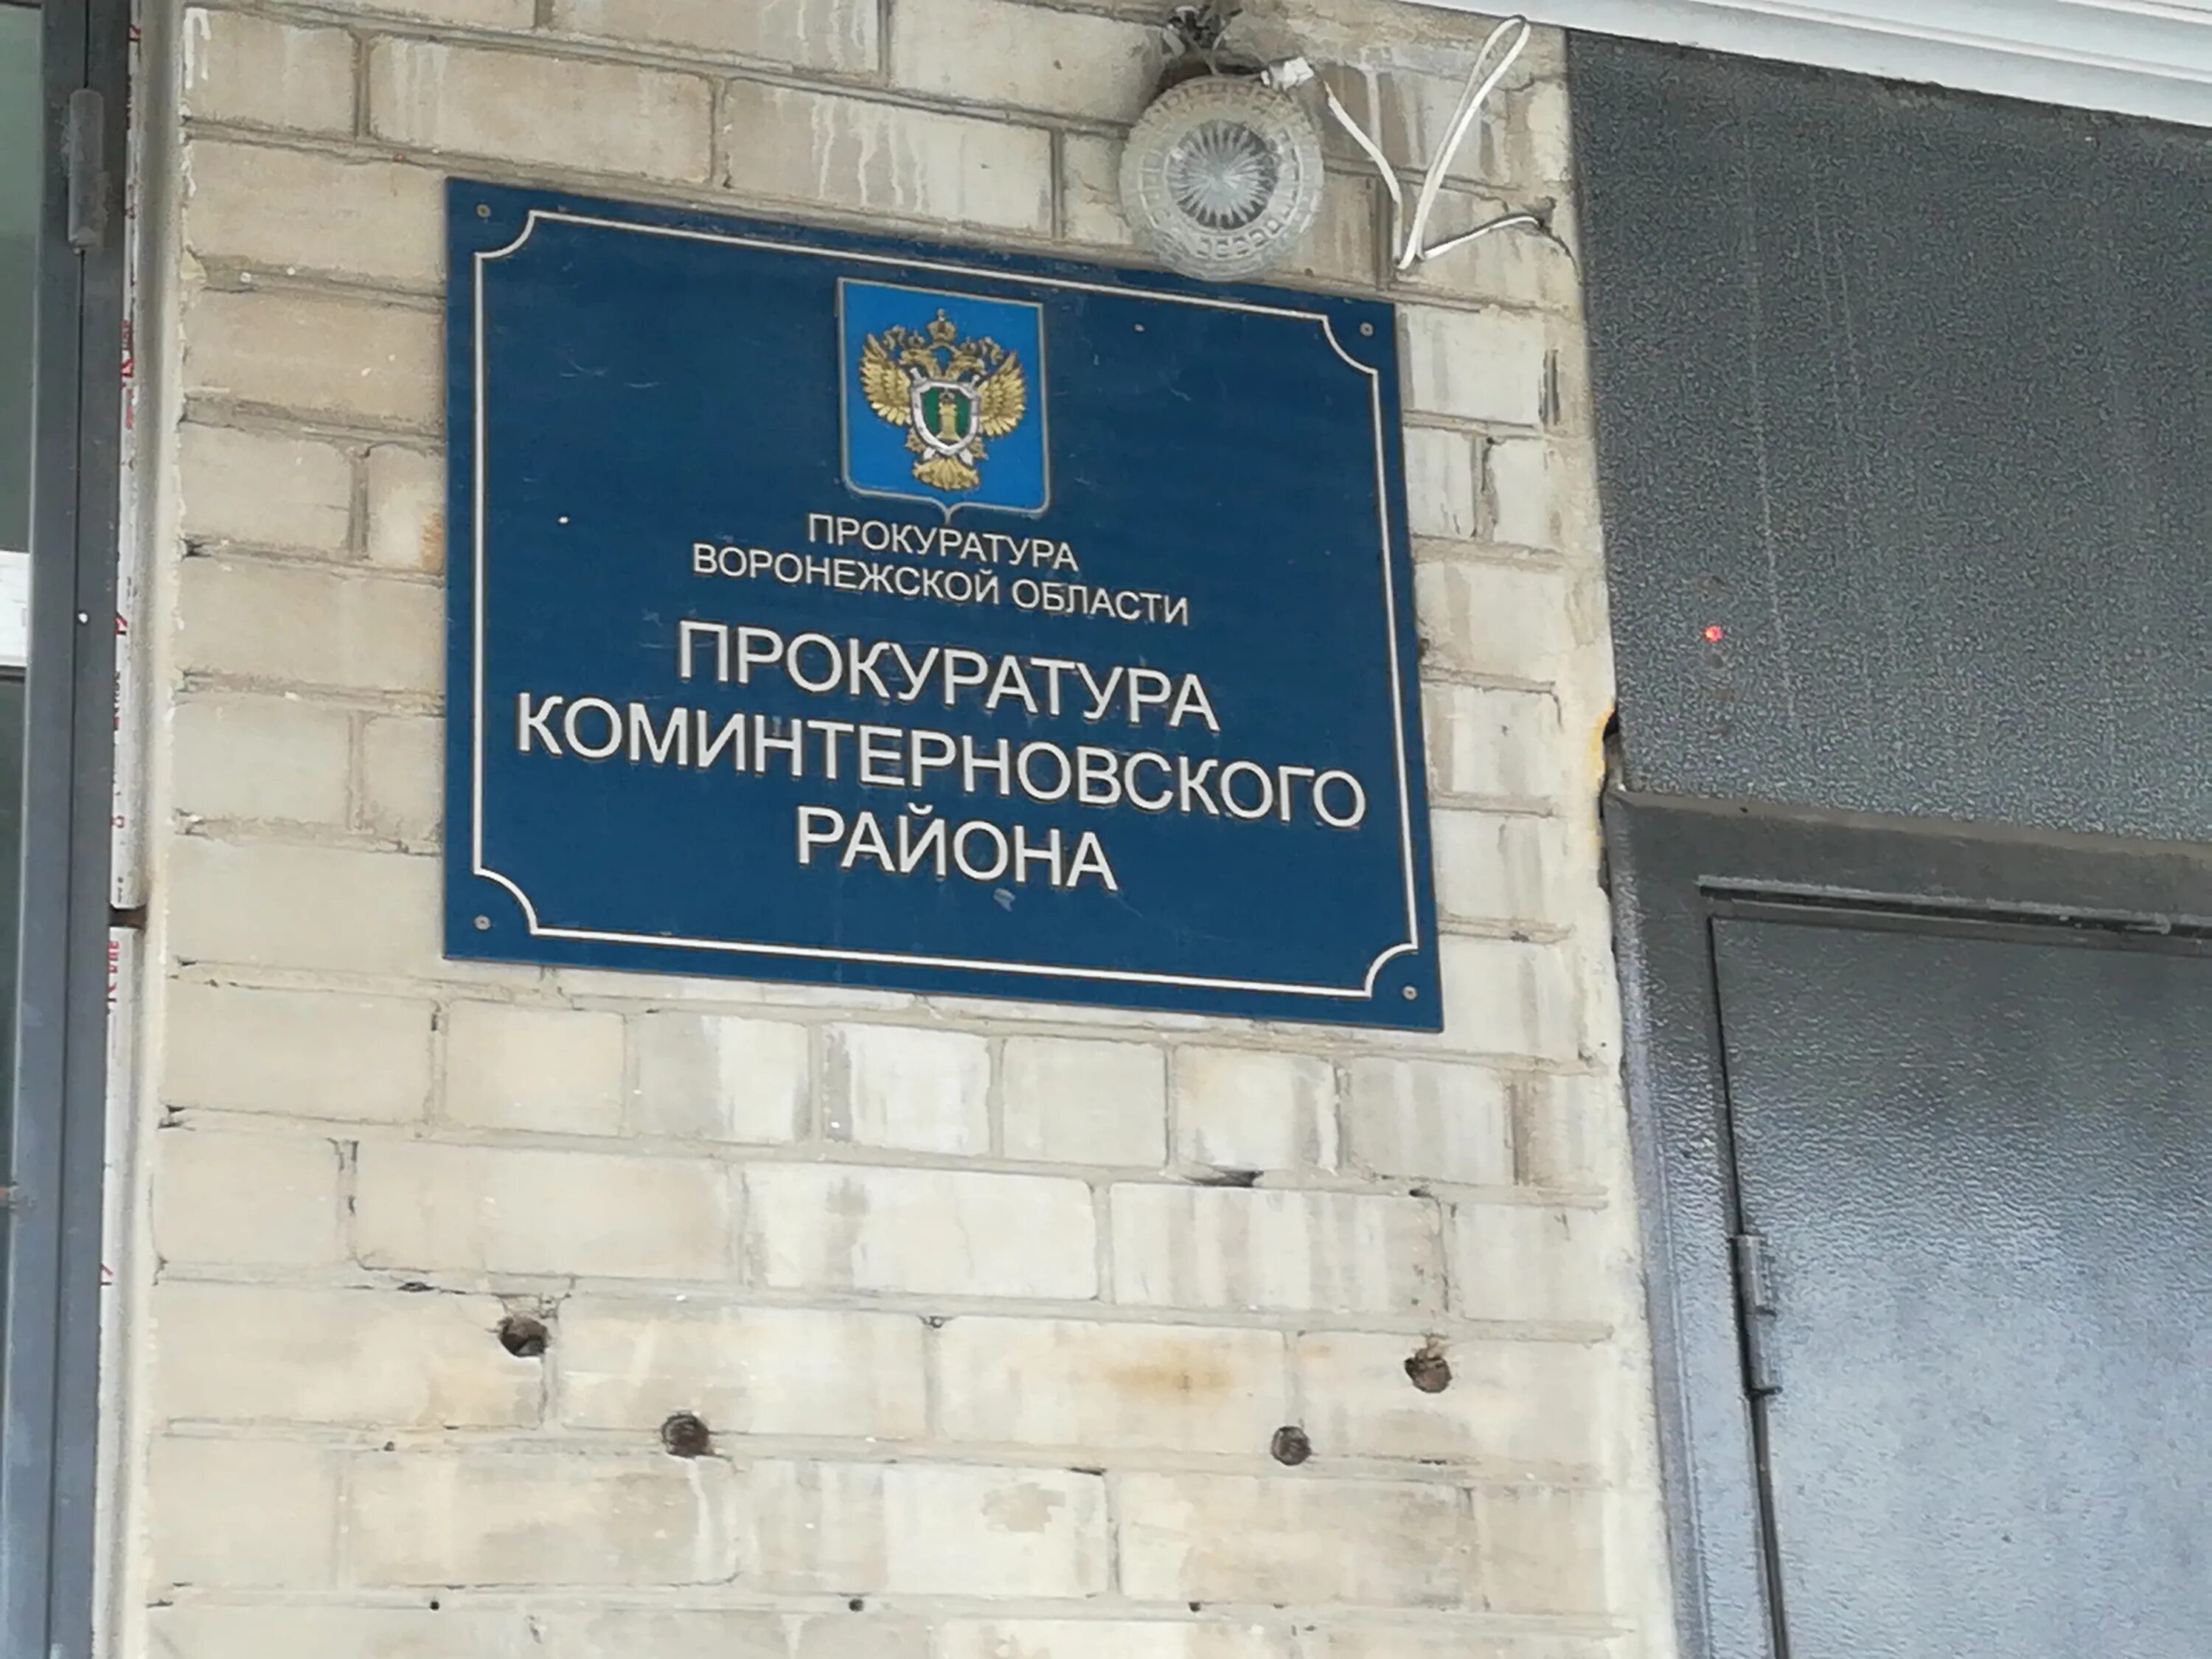 ПРОКУРАТУРА
ВОРОНЕЖСКОЙ ОБЛАСТИ
ПРОКУРАТУРА
КОМИНТЕРНОВСКОГО
РАЙОНА